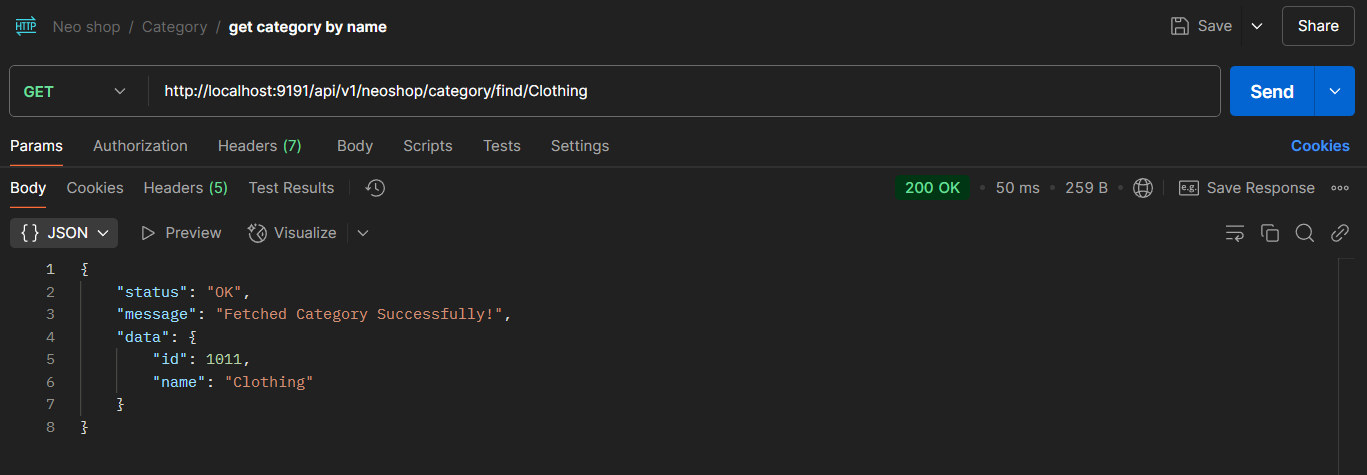 HTTP Neo shop / Category / get category by name Save Share
GET http://localhost:9191/api/v1/neoshop/category/find/Clothing Send
Params Authorization Headers (7) Body Scripts Tests Settings Cookies
Body Cookies Headers (5) Test Results 200 OK • 50 ms • 259 B • e.g. Save Response
{} JSON Preview Visualize
1 {
2 "status": "OK",
3 "message": "Fetched Category Successfully!",
4 "data": {
5 "id": 1011,
6 "name": "Clothing"
7 }
8 }